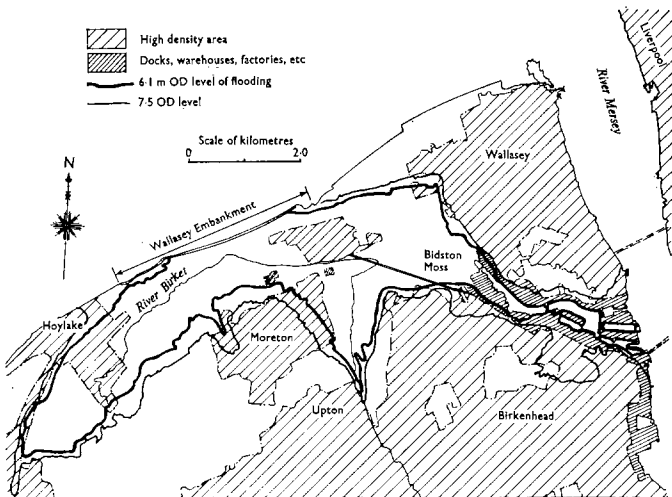 High density area
Docks, warehouses, factories, etc
6·1 m OD level of flooding
7·5 OD level
Scale of kilometres
0 2·0
N
Liverpool
River Mersey
Wallasey
Wallasey Embankment
Bidston
Moss
River Birket
Hoylake
Moreton
Upton
Birkenhead